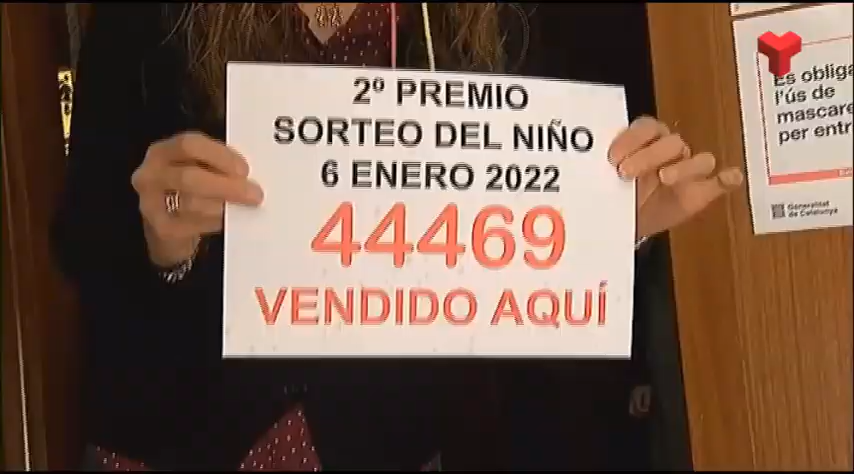 2º PREMIO
SORTEO DEL NIÑO
6 ENERO 2022
44469
VENDIDO AQUÍ
És obliga
l'ús de
mascare
per entr
Generalitat
de Catalunya